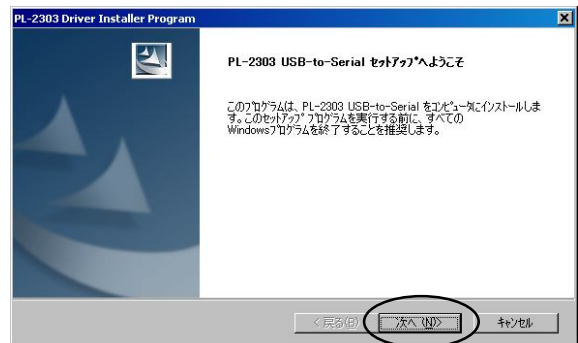 PL-2303 Driver Installer Program
PL-2303 USB-to-Serial ｾｯﾄｱｯﾌﾟへようこそ
このﾌﾟﾛｸﾞﾗﾑは、PL-2303 USB-to-Serial をｺﾝﾋﾟｭｰﾀにｲﾝｽﾄｰﾙしま
す。このｾｯﾄｱｯﾌﾟ ﾌﾟﾛｸﾞﾗﾑを実行する前に、すべての
Windowsﾌﾟﾛｸﾞﾗﾑを終了することを推奨します。
< 戻る(B) 次へ (N)> ｷｬﾝｾﾙ